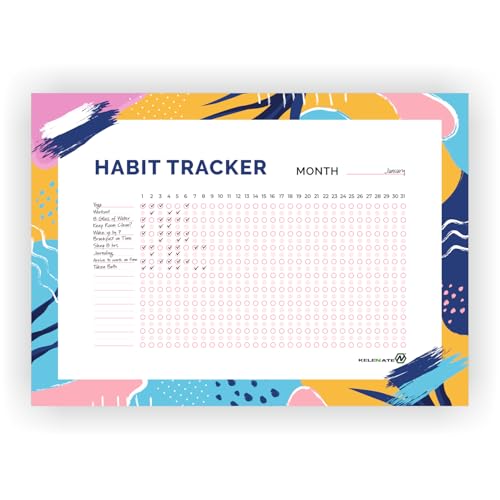 HABIT TRACKER
MONTH January
1 2 3 4 5 6 7 8 9 10 11 12 13 14 15 16 17 18 19 20 21 22 23 24 25 26 27 28 29 30 31
Yoga
Workout
8 Glass of Water
Keep Room Clean?
Wake up by 7
Breakfast on Time
Sleep 8 hrs
Journaling
Arrive to work on time
Taken Bath
KELENATE